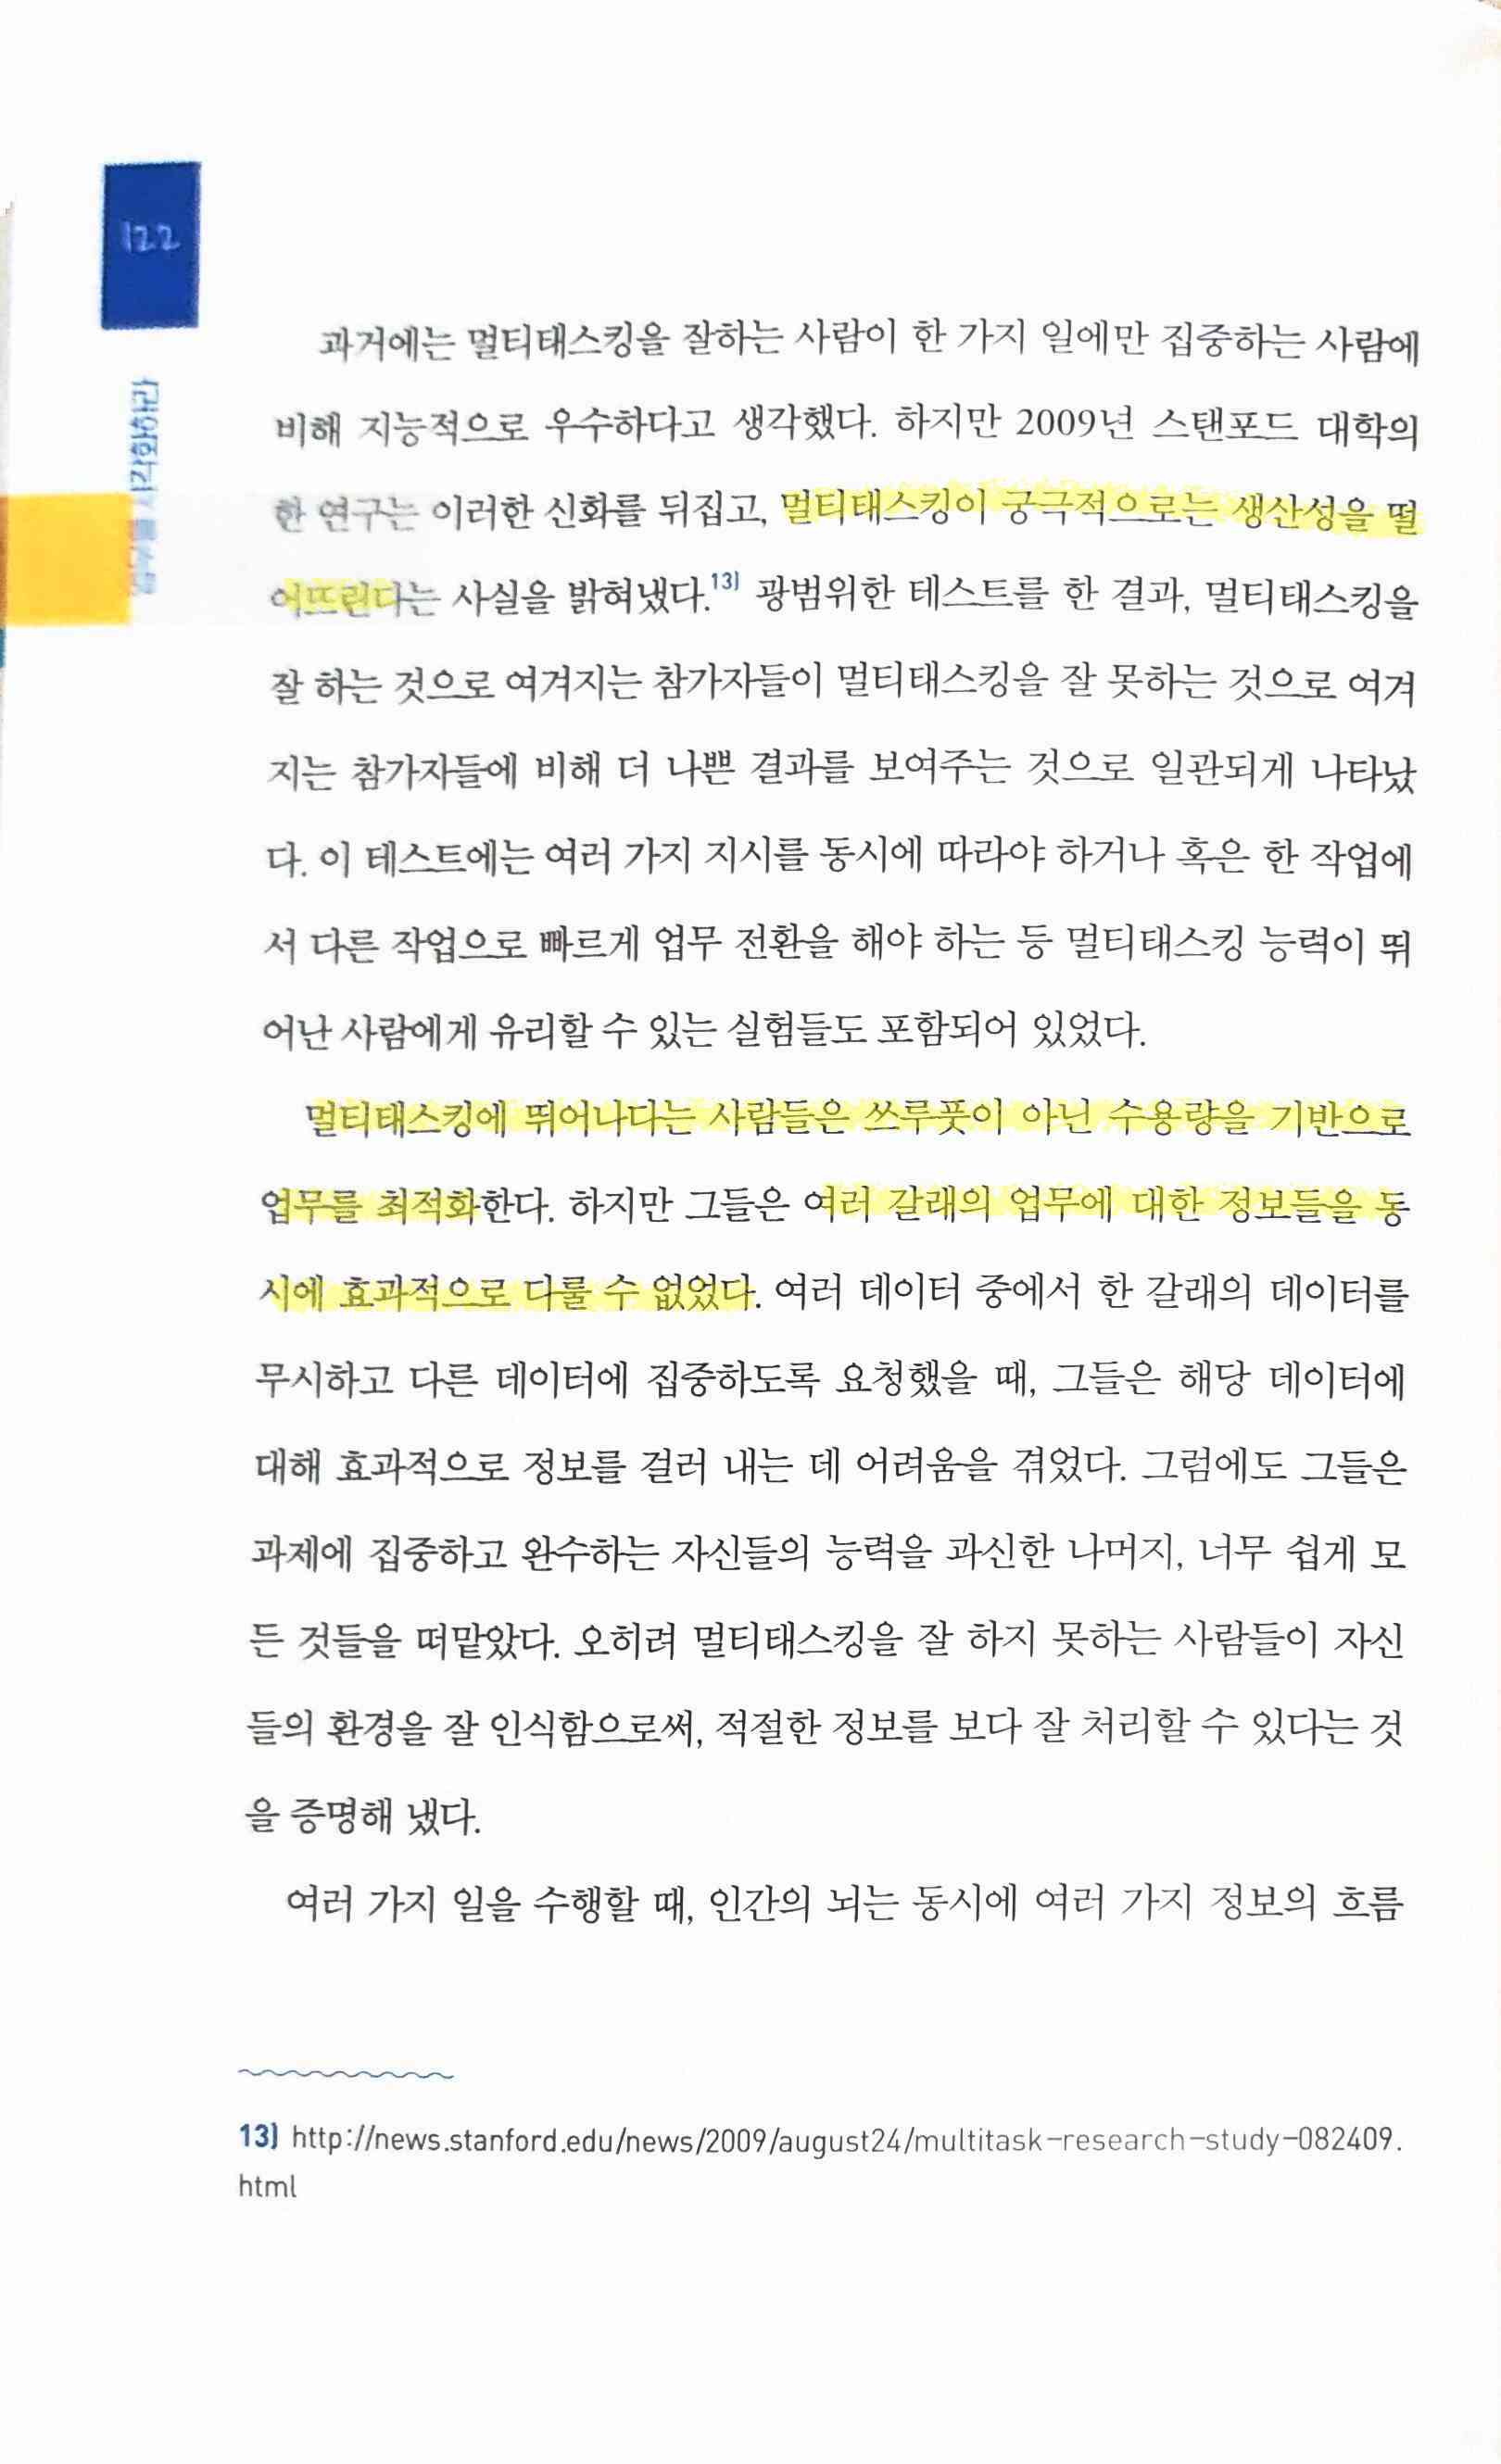 122
과거에는 멀티태스킹을 잘하는 사람이 한 가지 일에만 집중하는 사람에
비해 지능적으로 우수하다고 생각했다. 하지만 2009년 스탠포드 대학의
한 연구는 이러한 신화를 뒤집고, 멀티태스킹이 궁극적으로는 생산성을 떨
어뜨린다는 사실을 밝혀냈다.13) 광범위한 테스트를 한 결과, 멀티태스킹을
잘 하는 것으로 여겨지는 참가자들이 멀티태스킹을 잘 못하는 것으로 여겨
지는 참가자들에 비해 더 나쁜 결과를 보여주는 것으로 일관되게 나타났
다. 이 테스트에는 여러 가지 지시를 동시에 따라야 하거나 혹은 한 작업에
서 다른 작업으로 빠르게 업무 전환을 해야 하는 등 멀티태스킹 능력이 뛰
어난 사람에게 유리할 수 있는 실험들도 포함되어 있었다.
멀티태스킹에 뛰어나다는 사람들은 쓰루풋이 아닌 수용량을 기반으로
업무를 최적화한다. 하지만 그들은 여러 갈래의 업무에 대한 정보들을 동
시에 효과적으로 다룰 수 없었다. 여러 데이터 중에서 한 갈래의 데이터를
무시하고 다른 데이터에 집중하도록 요청했을 때, 그들은 해당 데이터에
대해 효과적으로 정보를 걸러 내는 데 어려움을 겪었다. 그럼에도 그들은
과제에 집중하고 완수하는 자신들의 능력을 과신한 나머지, 너무 쉽게 모
든 것들을 떠맡았다. 오히려 멀티태스킹을 잘 하지 못하는 사람들이 자신
들의 환경을 잘 인식함으로써, 적절한 정보를 보다 잘 처리할 수 있다는 것
을 증명해 냈다.
여러 가지 일을 수행할 때, 인간의 뇌는 동시에 여러 가지 정보의 흐름
13) http://news.stanford.edu/news/2009/august24/multitask-research-study-082409.
html